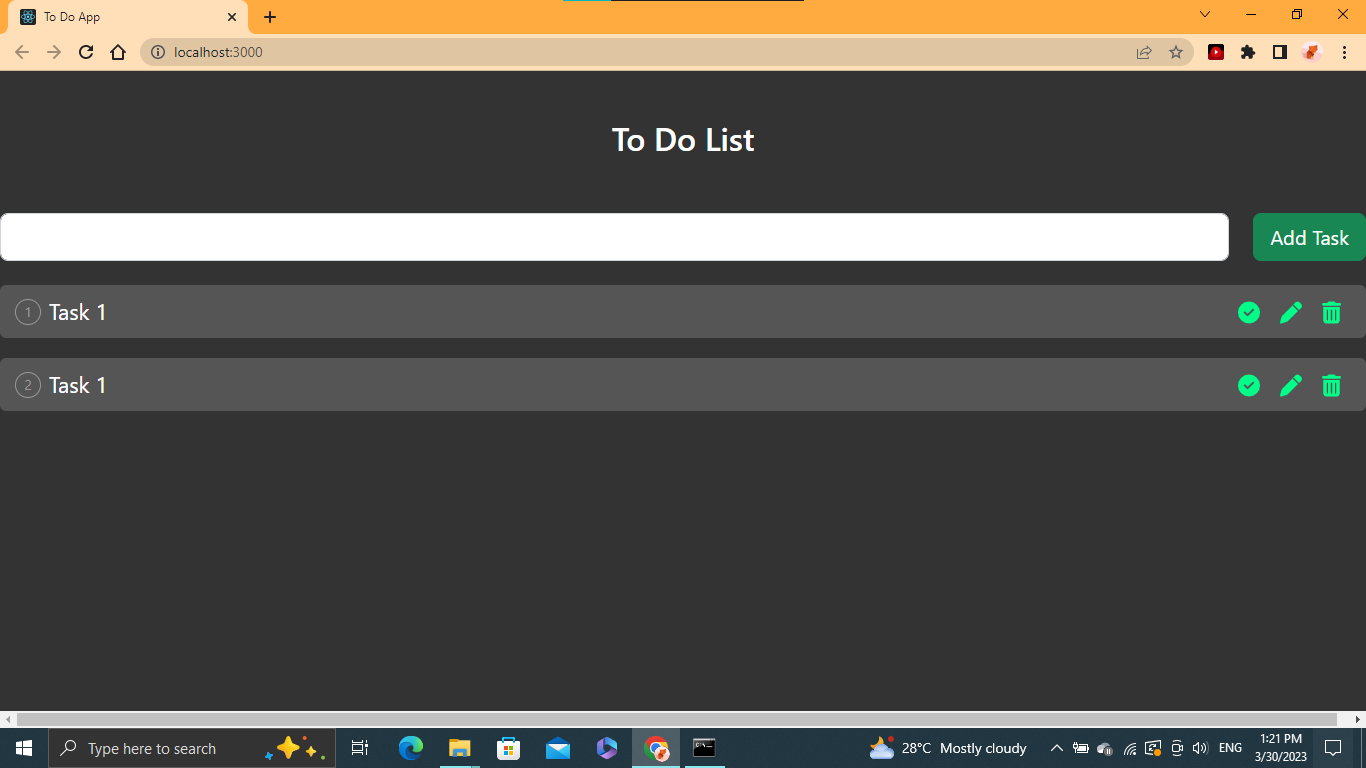 To Do App
localhost:3000
To Do List
Add Task
1 Task 1
2 Task 1
Type here to search
28°C Mostly cloudy
ENG
1:21 PM
3/30/2023